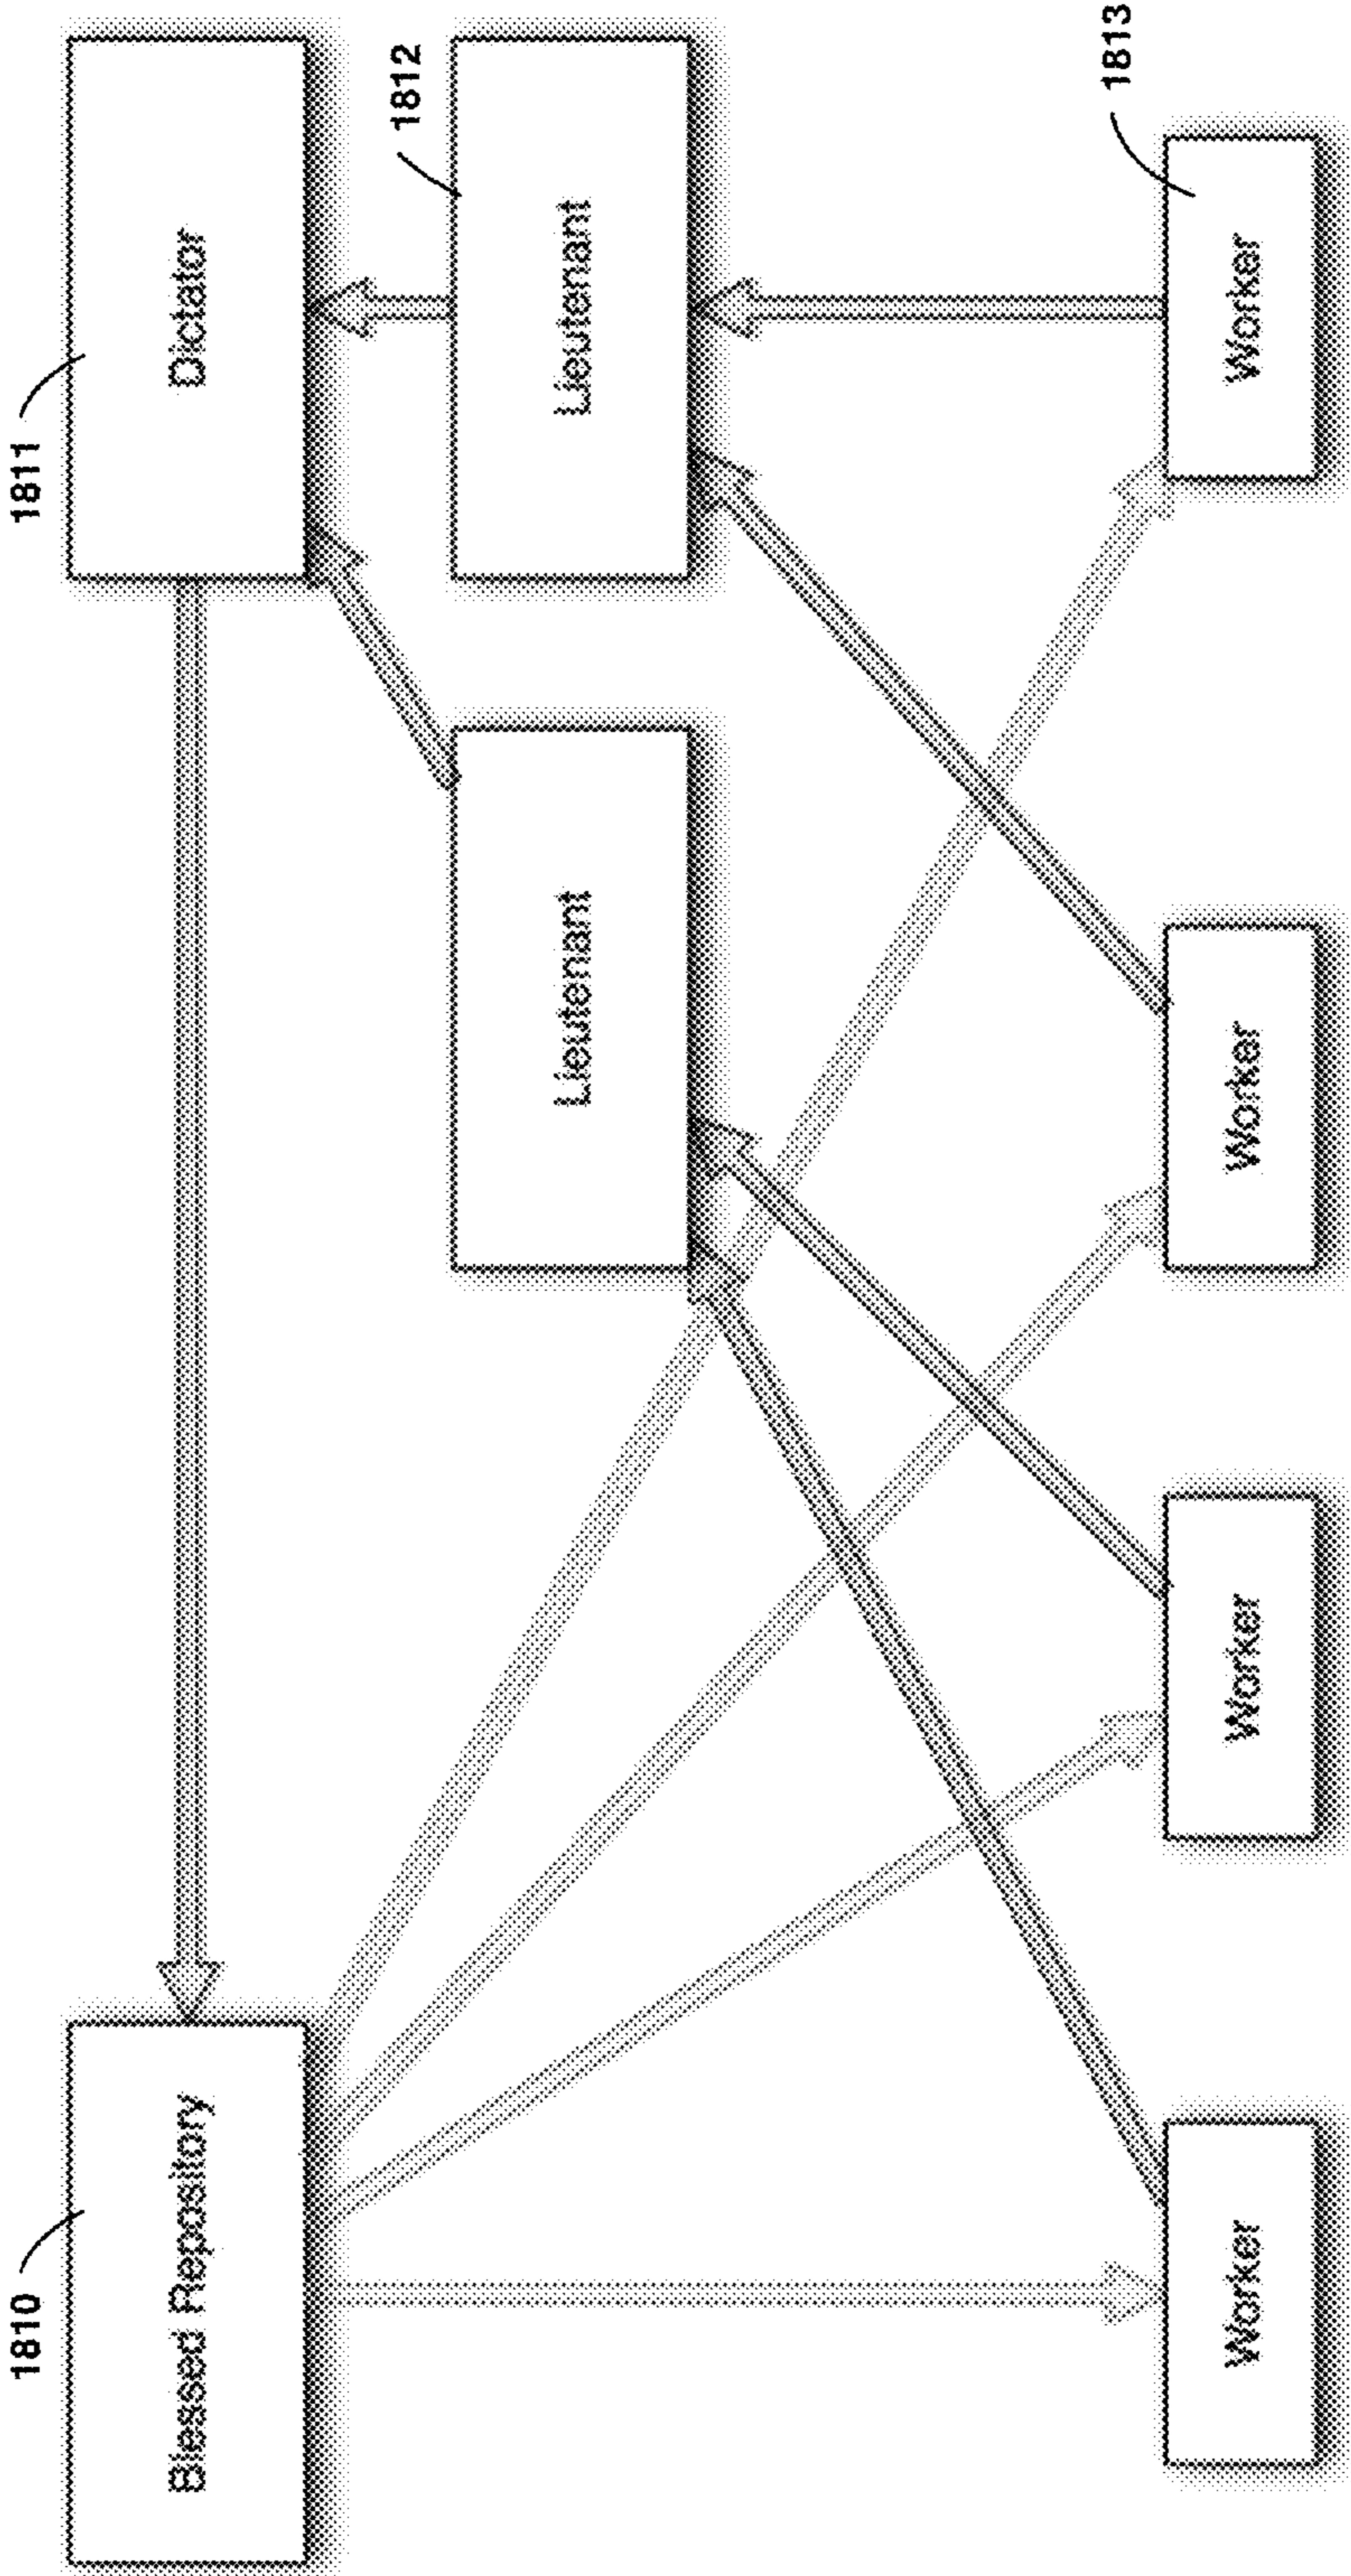 1810
1811
Blessed Repository
Dictator
1812
Lieutenant
Lieutenant
1813
Worker
Worker
Worker
Worker